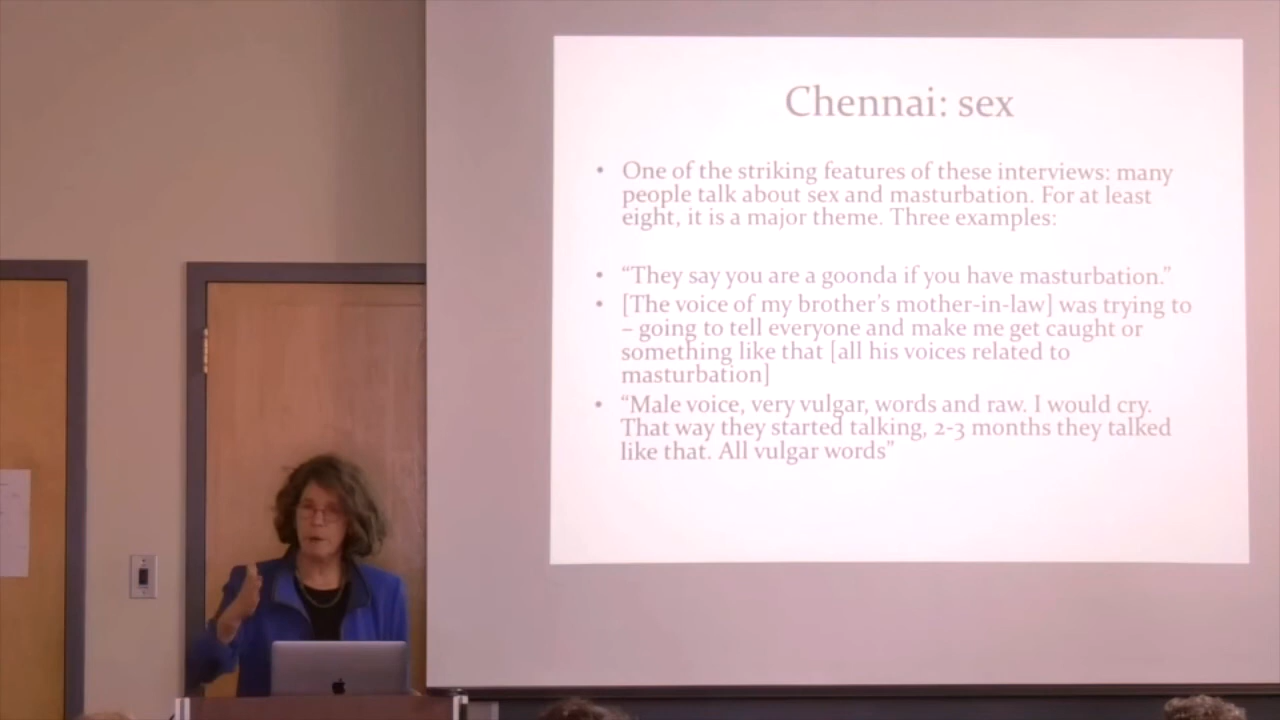 Chennai: sex
• One of the striking features of these interviews: many
people talk about sex and masturbation. For at least
eight, it is a major theme. Three examples:
• “They say you are a goonda if you have masturbation.”
• [The voice of my brother’s mother-in-law] was trying to
– going to tell everyone and make me get caught or
something like that [all his voices related to
masturbation]
• “Male voice, very vulgar, words and raw. I would cry.
That way they started talking, 2-3 months they talked
like that. All vulgar words”